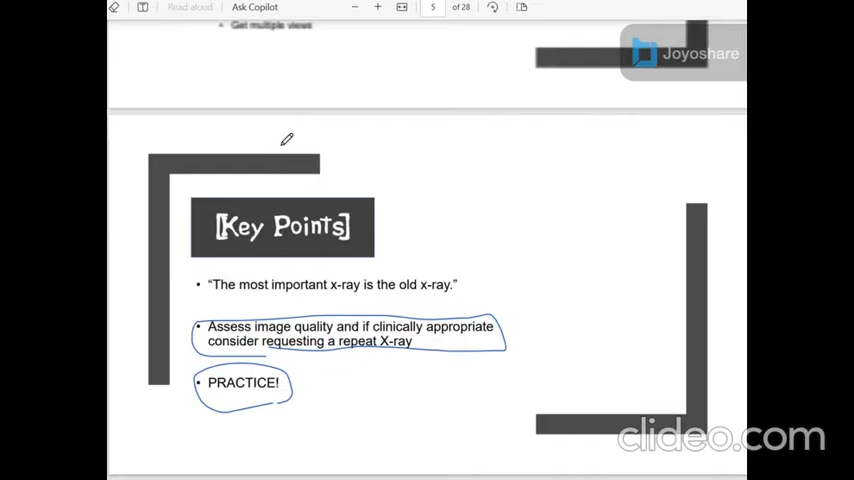 Read aloud
Ask Copilot
5
of 28
• Get multiple views
Joyoshare
[Key Points]
• “The most important x-ray is the old x-ray.”
• Assess image quality and if clinically appropriate
consider requesting a repeat X-ray
• PRACTICE!
clideo.com